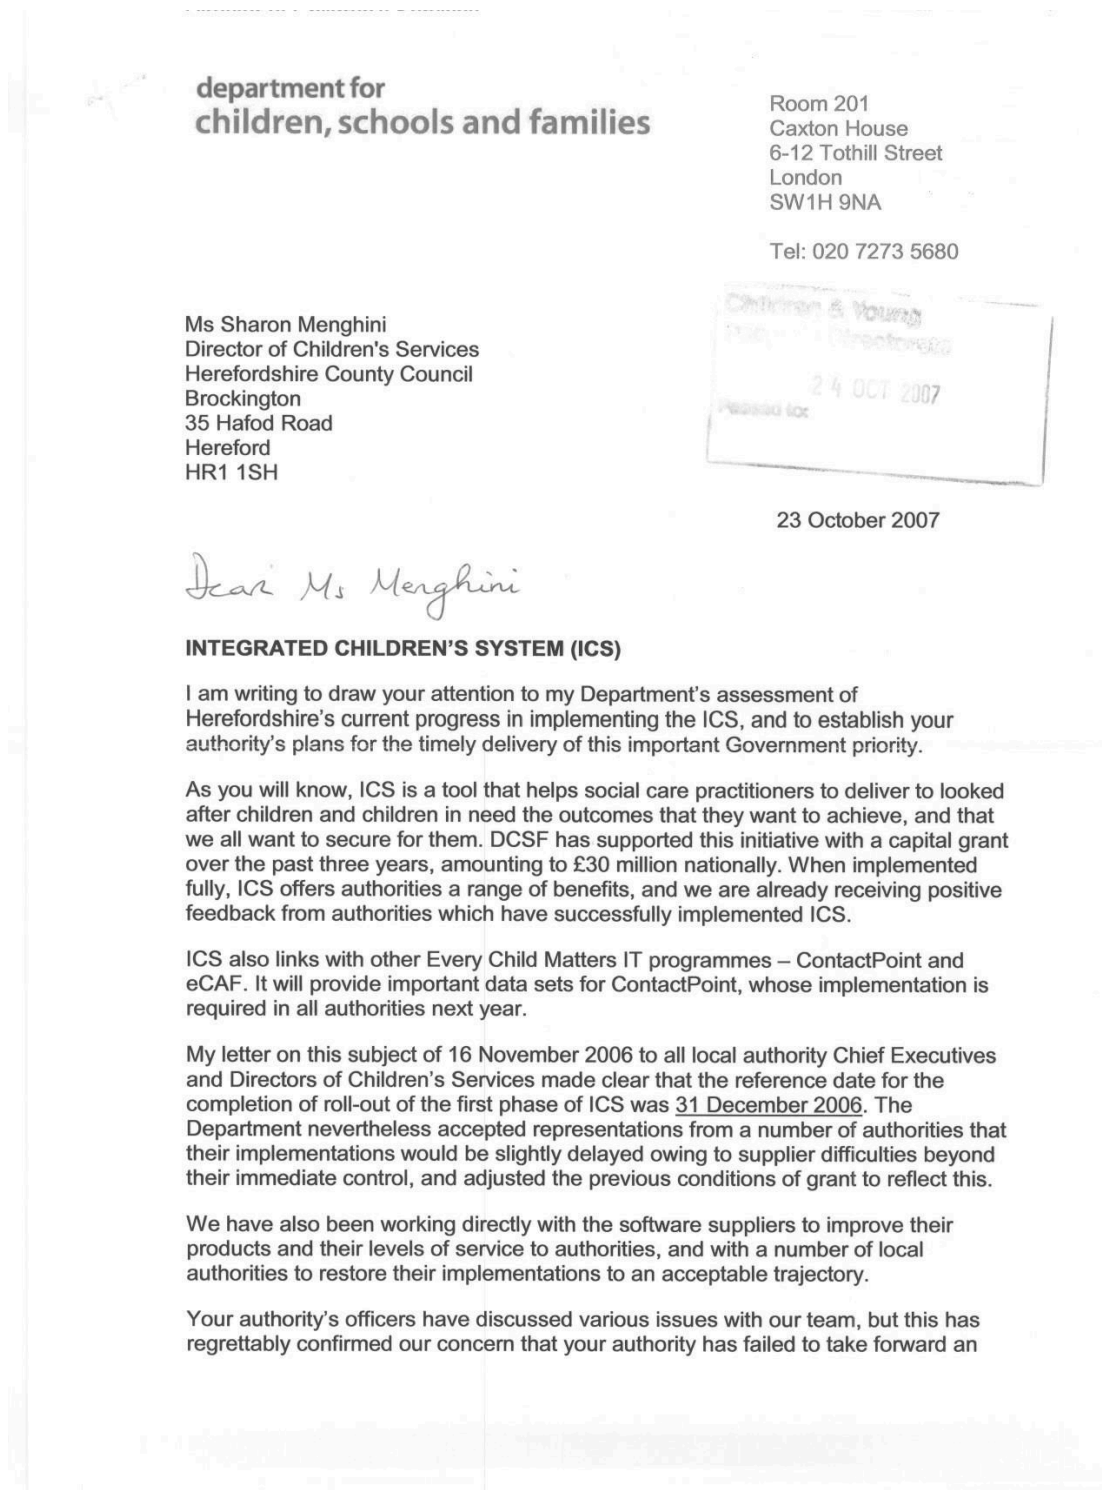 department for
children, schools and families
Room 201
Caxton House
6-12 Tothill Street
London
SW1H 9NA
Tel: 020 7273 5680
Children & Young
Directorate
24 OCT 2007
Passed to:
Ms Sharon Menghini
Director of Children's Services
Herefordshire County Council
Brockington
35 Hafod Road
Hereford
HR1 1SH
23 October 2007
Dear Ms Menghini
INTEGRATED CHILDREN'S SYSTEM (ICS)
I am writing to draw your attention to my Department's assessment of
Herefordshire's current progress in implementing the ICS, and to establish your
authority's plans for the timely delivery of this important Government priority.
As you will know, ICS is a tool that helps social care practitioners to deliver to looked
after children and children in need the outcomes that they want to achieve, and that
we all want to secure for them. DCSF has supported this initiative with a capital grant
over the past three years, amounting to £30 million nationally. When implemented
fully, ICS offers authorities a range of benefits, and we are already receiving positive
feedback from authorities which have successfully implemented ICS.
ICS also links with other Every Child Matters IT programmes – ContactPoint and
eCAF. It will provide important data sets for ContactPoint, whose implementation is
required in all authorities next year.
My letter on this subject of 16 November 2006 to all local authority Chief Executives
and Directors of Children's Services made clear that the reference date for the
completion of roll-out of the first phase of ICS was 31 December 2006. The
Department nevertheless accepted representations from a number of authorities that
their implementations would be slightly delayed owing to supplier difficulties beyond
their immediate control, and adjusted the previous conditions of grant to reflect this.
We have also been working directly with the software suppliers to improve their
products and their levels of service to authorities, and with a number of local
authorities to restore their implementations to an acceptable trajectory.
Your authority's officers have discussed various issues with our team, but this has
regrettably confirmed our concern that your authority has failed to take forward an